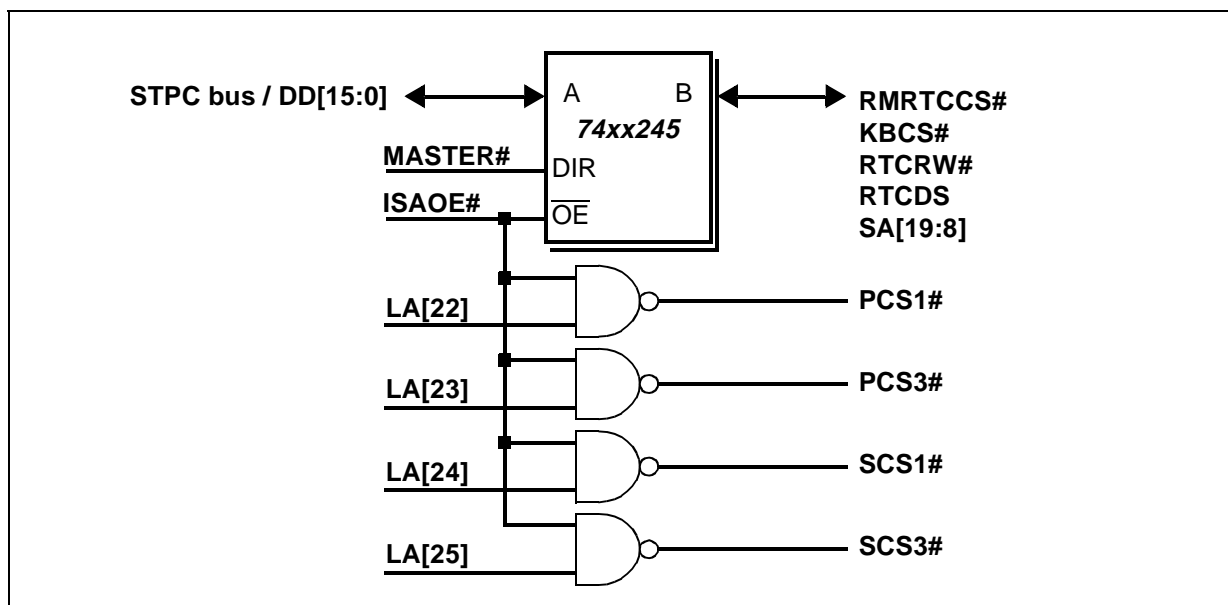 STPC bus / DD[15:0]
A
B
74xx245
RMRTCCS#
KBCS#
RTCRW#
RTCDS
SA[19:8]
MASTER#
DIR
ISAOE#
OE
LA[22]
PCS1#
LA[23]
PCS3#
LA[24]
SCS1#
LA[25]
SCS3#